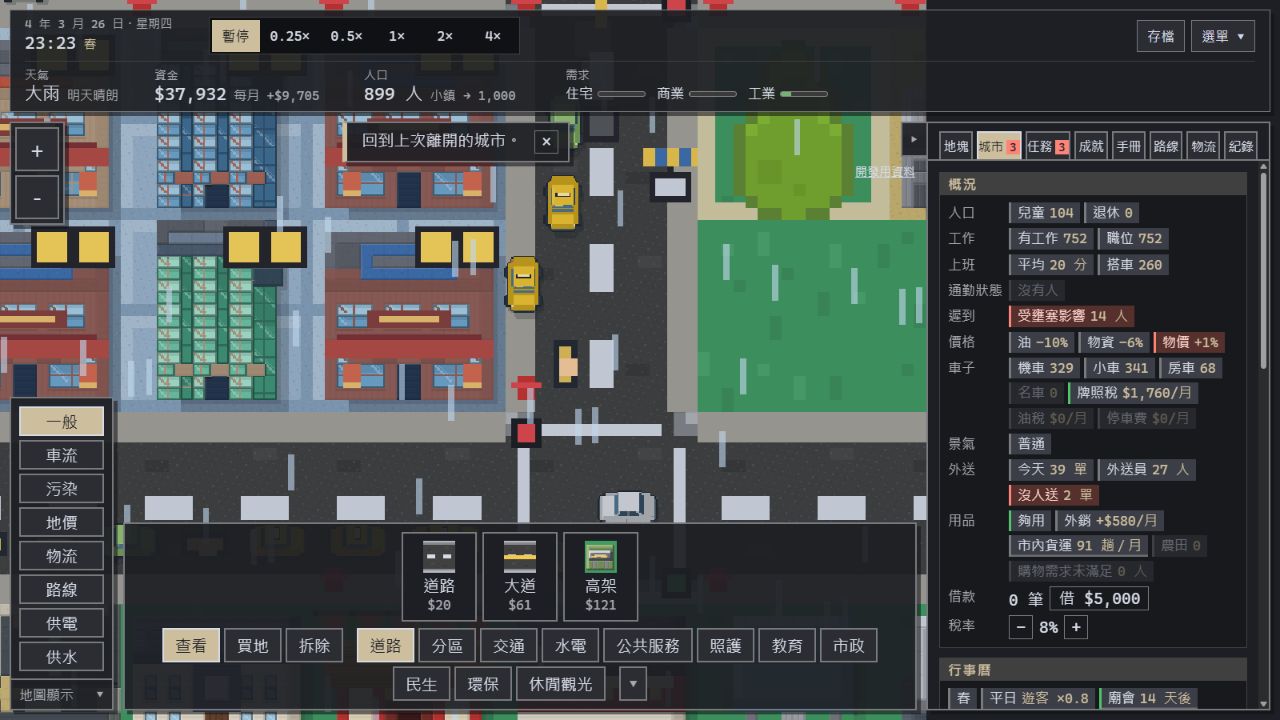 4 年 3 月 26 日·星期四
23:23 春
暫停 0.25× 0.5× 1× 2× 4×
存檔 選單 ▼
天氣
大雨 明天晴朗
資金
$37,932 每月 +$9,705
人口
899 人 小鎮 → 1,000
需求
住宅 商業 工業
+
-
回到上次離開的城市。 ×
開發用資料
地塊 城市 3 任務 3 成就 手冊 路線 物流 紀錄
概況
人口 兒童 104 退休 0
工作 有工作 752 職位 752
上班 平均 20 分 搭車 260
通勤狀態 沒有人
遲到 受壅塞影響 14 人
價格 油 −10% 物資 −6% 物價 +1%
車子 機車 329 小車 341 房車 68
名車 0 牌照稅 $1,760/月
油稅 $0/月 停車費 $0/月
景氣 普通
外送 今天 39 單 外送員 27 人
沒人送 2 單
用品 夠用 外銷 +$580/月
市內貨運 91 趟/月 農田 0
購物需求未滿足 0 人
借款 0 筆 借 $5,000
稅率 − 8% +
行事曆
春 平日 遊客 ×0.8 廟會 14 天後
一般
車流
污染
地價
物流
路線
供電
供水
地圖顯示 ▼
道路 $20
大道 $61
高架 $121
查看 買地 拆除 道路 分區 交通 水電 公共服務 照護 教育 市政
民生 環保 休閒觀光 ▼